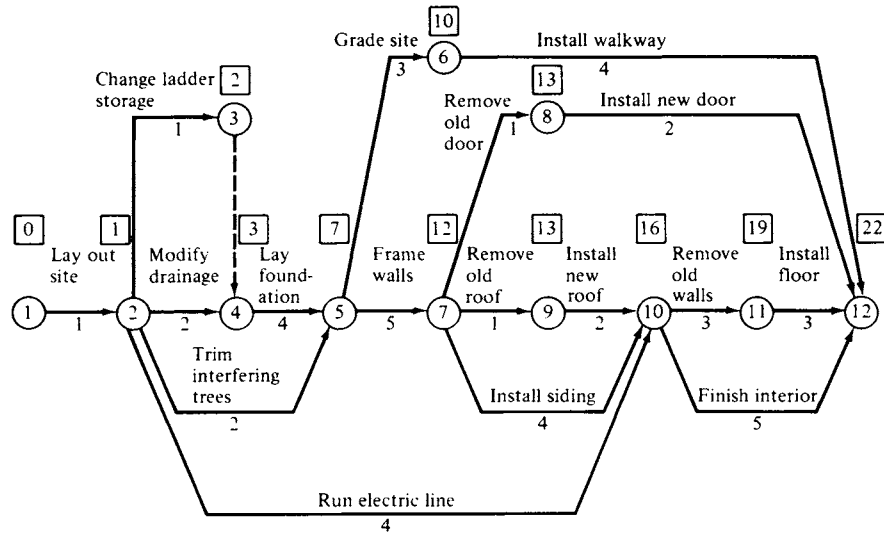 10
Grade site
6
Install walkway
3
4
Change ladder
storage
2
13
Remove
old
door
8
Install new door
1
3
1
2
0
1
3
7
12
13
16
19
22
Lay out
site
Modify
drainage
Lay
found-
ation
Frame
walls
Remove
old
roof
Install
new
roof
Remove
old
walls
Install
floor
1
2
4
5
7
9
10
11
12
1
2
4
5
1
2
3
3
Trim
interfering
trees
2
Install siding
4
Finish interior
5
Run electric line
4